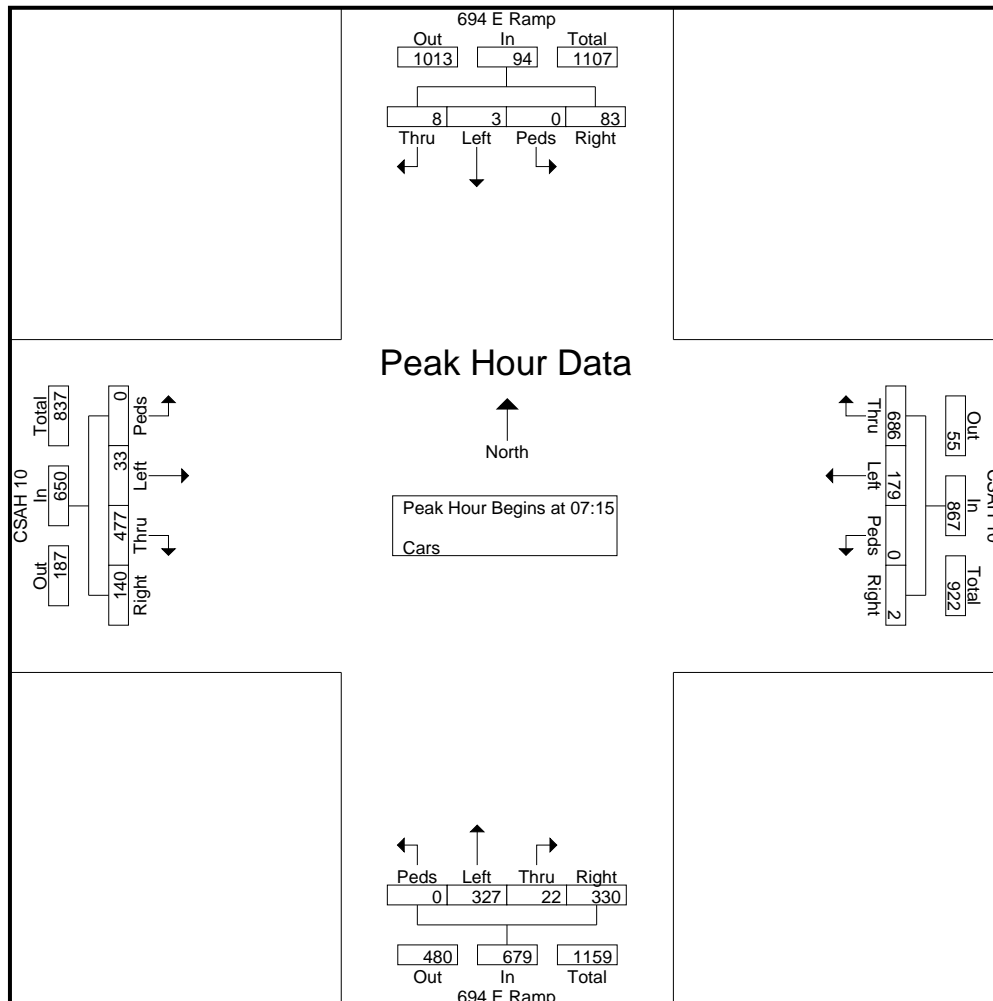 694 E Ramp
Out In Total
1013 94 1107
8 3 0 83
Thru Left Peds Right
Peak Hour Data
North
Peak Hour Begins at 07:15
Cars
CSAH 10
Out In Total
187 650 837
Right Thru Left Peds
140 477 33 0
CSAH 10
Out In Total
55 867 922
686 179 0 2
Thru Left Peds Right
Peds Left Thru Right
0 327 22 330
480 679 1159
Out In Total
694 E Ramp